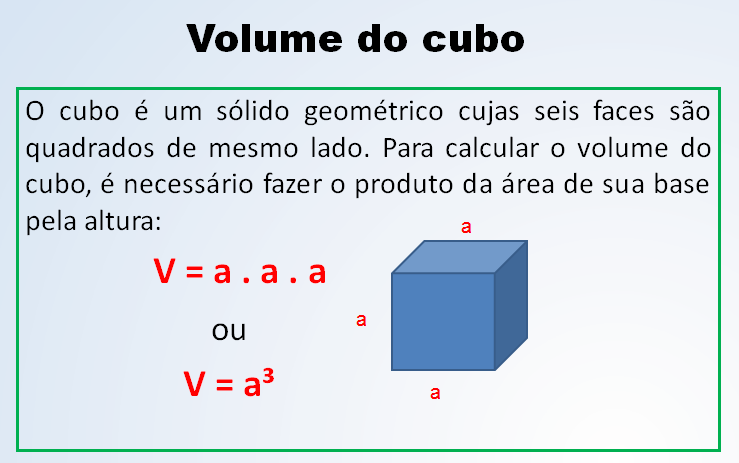 Volume do cubo
O cubo é um sólido geométrico cujas seis faces são
quadrados de mesmo lado. Para calcular o volume do
cubo, é necessário fazer o produto da área de sua base
pela altura:
a
V = a . a . a
a
ou
V = a³
a